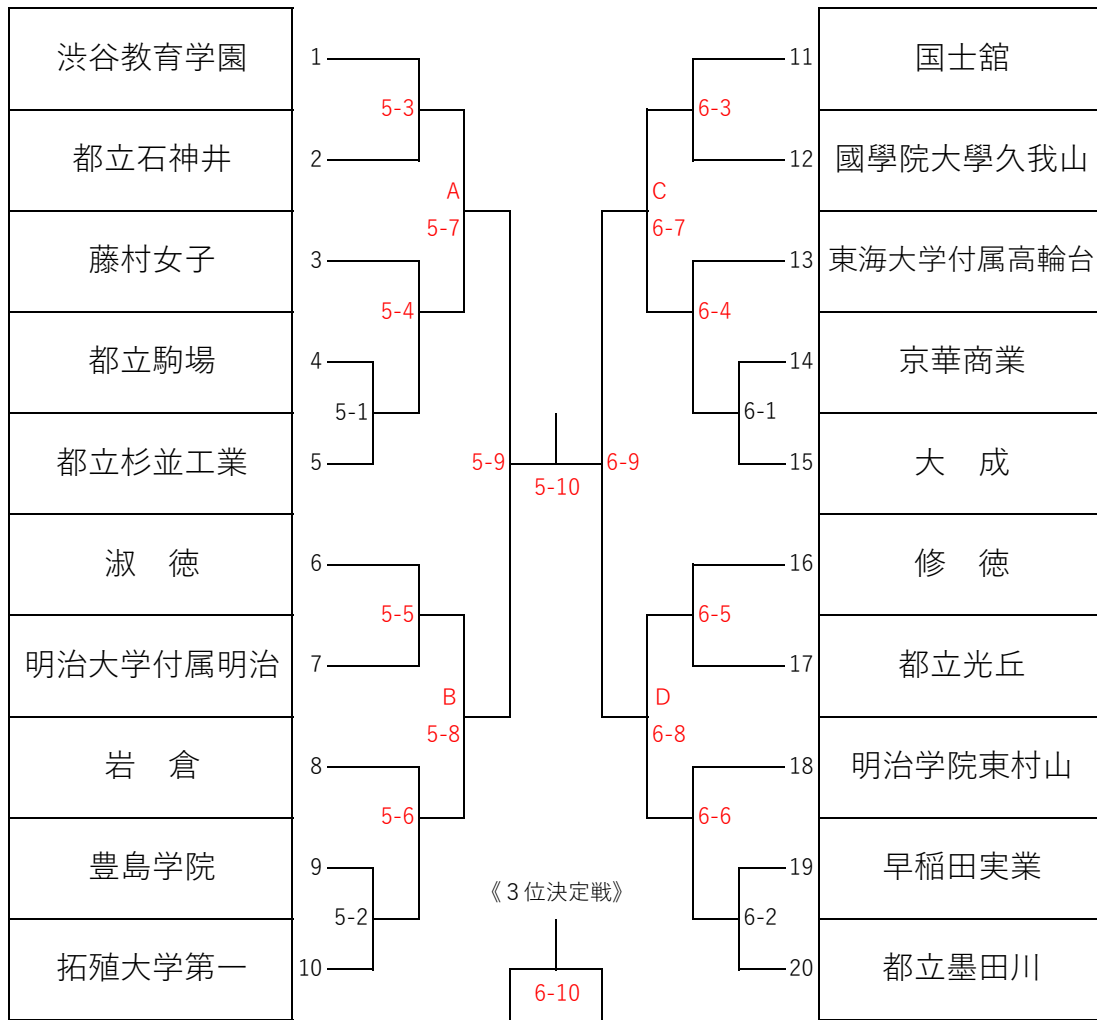 渋谷教育学園 1 11 国士舘
5-3 6-3
都立石神井 2 12 國學院大學久我山
A C
5-7 6-7
藤村女子 3 13 東海大学付属高輪台
5-4 6-4
都立駒場 4 14 京華商業
5-1 6-1
都立杉並工業 5 5-9 6-9 15 大　成
5-10
淑　徳 6 16 修　徳
5-5 6-5
明治大学付属明治 7 17 都立光丘
B D
5-8 6-8
岩　倉 8 18 明治学院東村山
5-6 6-6
豊島学院 9 19 早稲田実業
《３位決定戦》
5-2 6-2
拓殖大学第一 10 20 都立墨田川
6-10